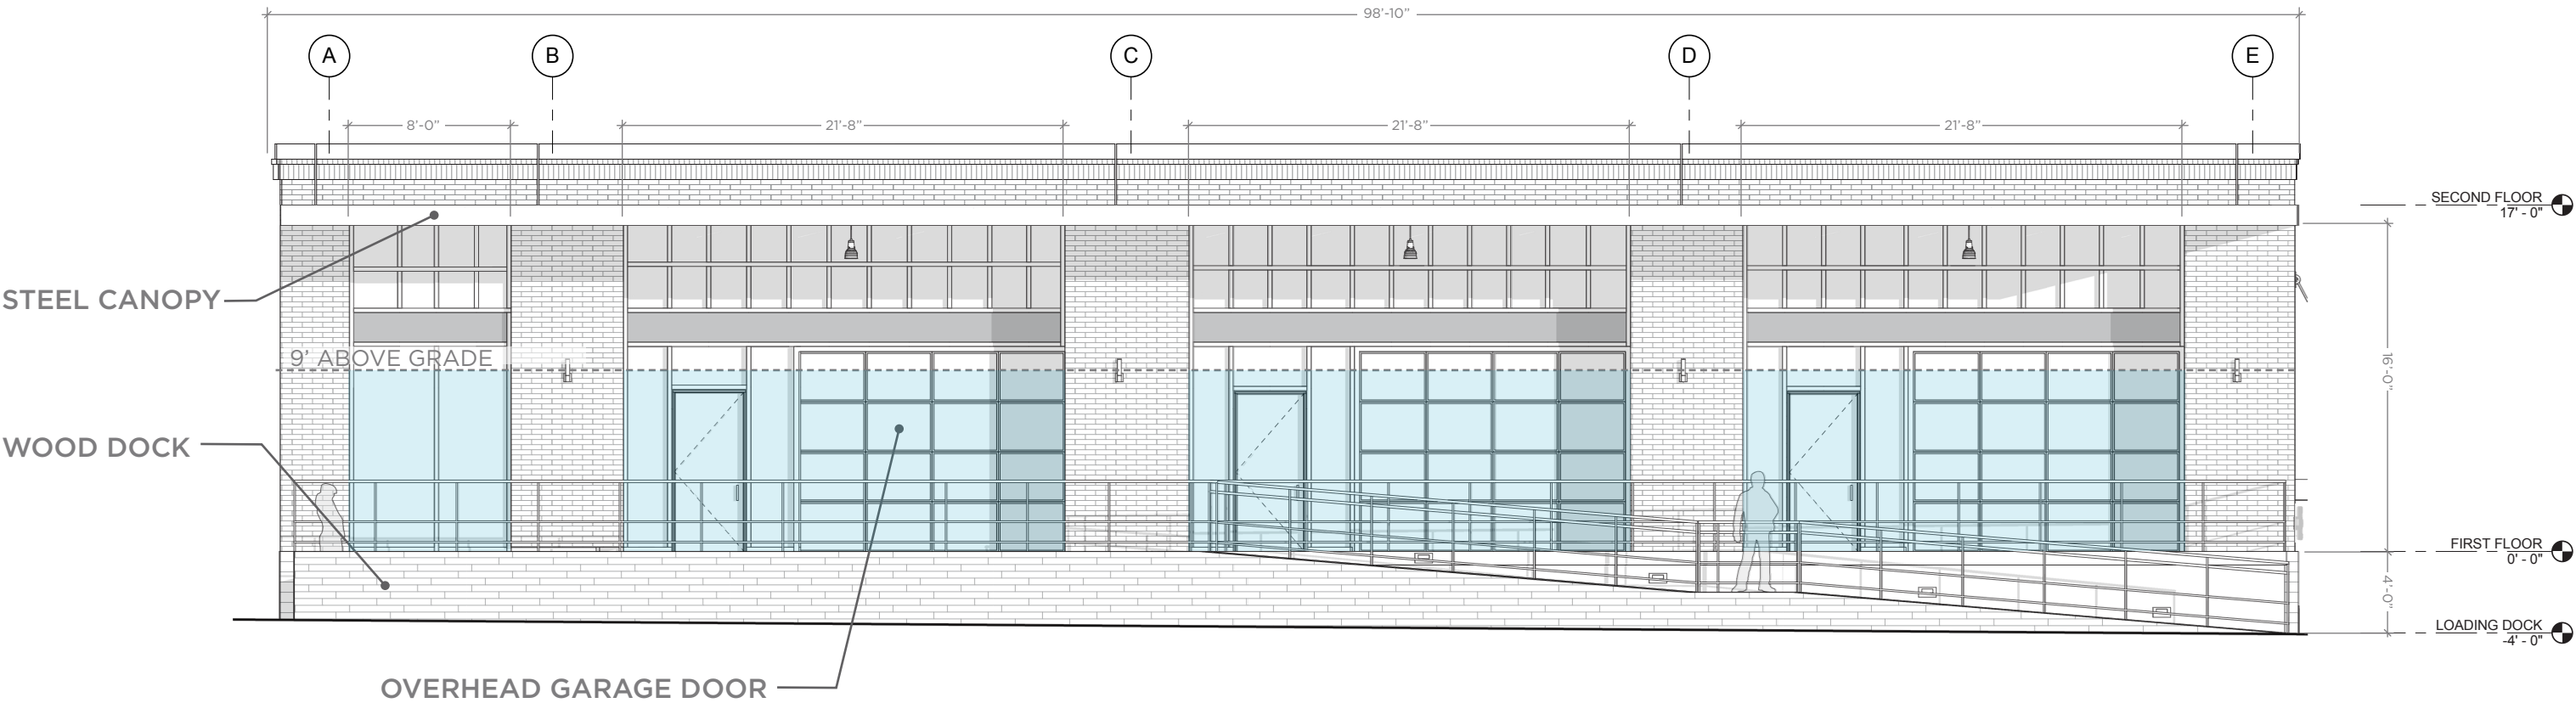 98'-10"
A
B
C
D
E
8'-0"
21'-8"
21'-8"
21'-8"
SECOND FLOOR
17' - 0"
STEEL CANOPY
9' ABOVE GRADE
16'-0"
WOOD DOCK
FIRST FLOOR
0' - 0"
4'-0"
LOADING DOCK
-4' - 0"
OVERHEAD GARAGE DOOR